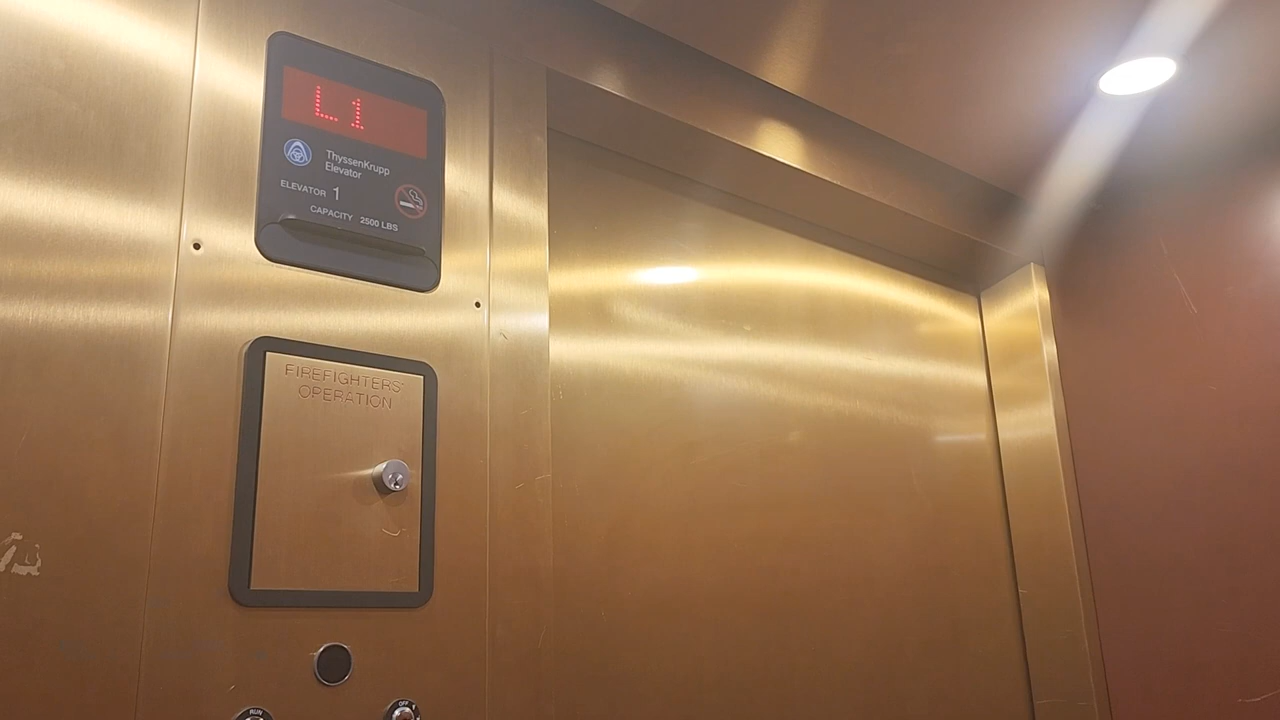 L1
ThyssenKrupp
Elevator
ELEVATOR 1
CAPACITY 2500 LBS
FIREFIGHTERS'
OPERATION
RUN
OFF